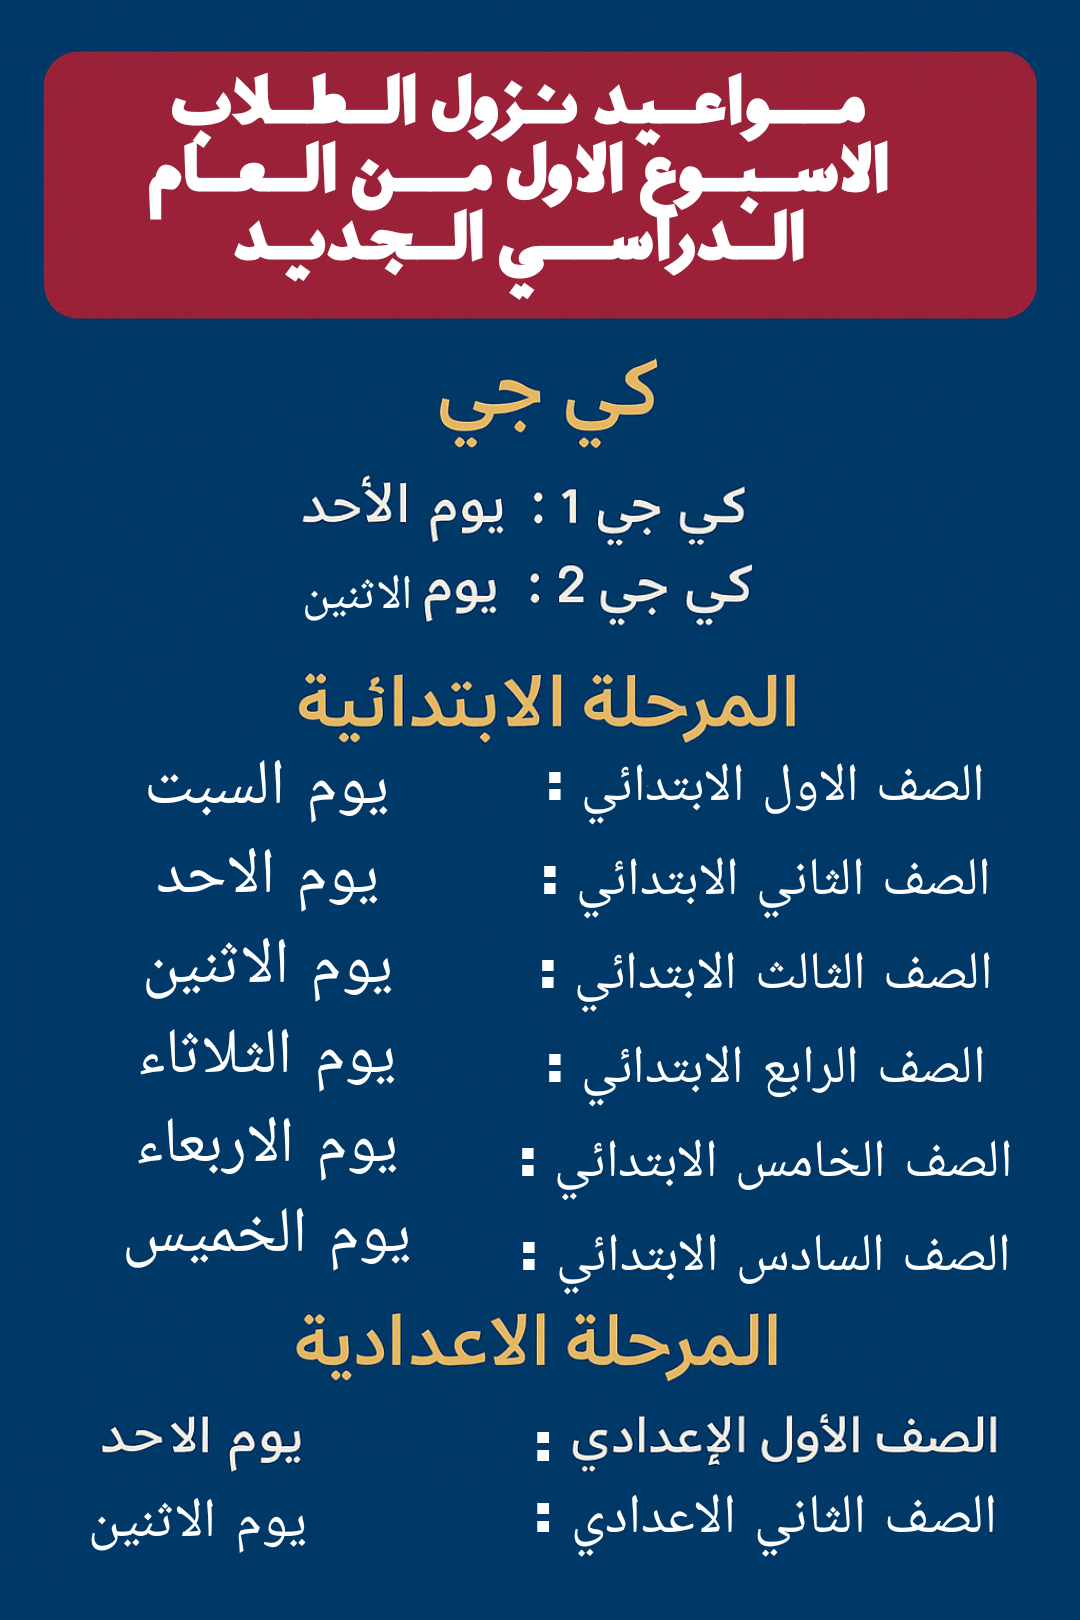 مواعيد نزول الطلاب
الاسبوع الاول من العام
الدراسي الجديد
كي جي
كي جي 1 : يوم الأحد
كي جي 2 : يوم الاثنين
المرحلة الابتدائية
الصف الاول الابتدائي : يوم السبت
الصف الثاني الابتدائي : يوم الاحد
الصف الثالث الابتدائي : يوم الاثنين
الصف الرابع الابتدائي : يوم الثلاثاء
الصف الخامس الابتدائي : يوم الاربعاء
الصف السادس الابتدائي : يوم الخميس
المرحلة الاعدادية
الصف الأول الإعدادي : يوم الاحد
الصف الثاني الاعدادي : يوم الاثنين